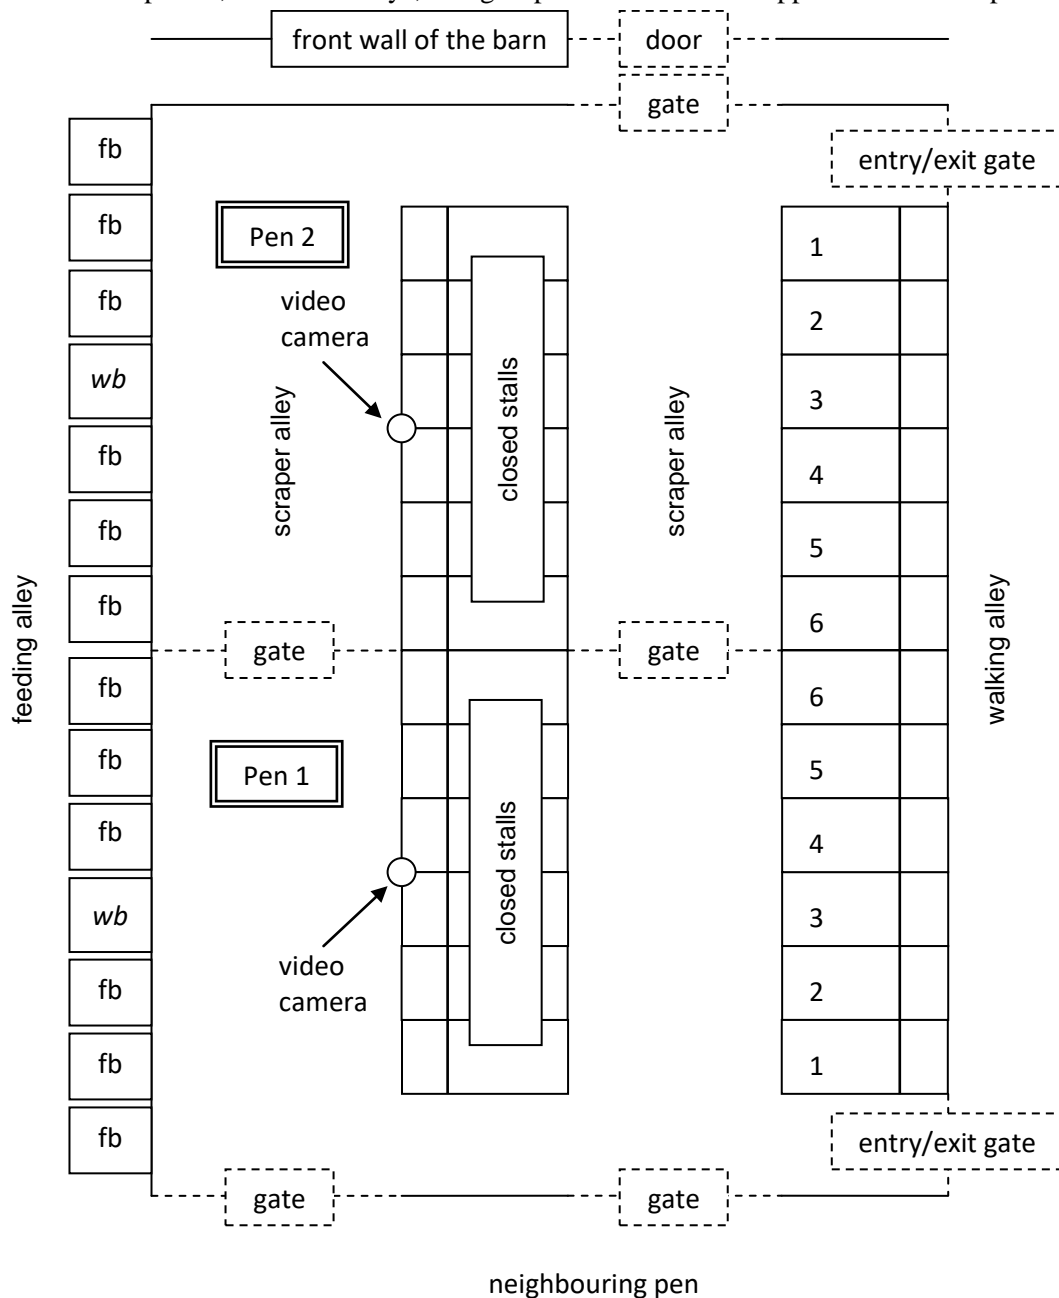 front wall of the barn
door
gate
fb
entry/exit gate
fb
Pen 2
1
fb
video
camera
2
wb
3
fb
scraper alley
closed stalls
scraper alley
4
fb
5
fb
6
feeding alley
gate
gate
walking alley
fb
6
fb
Pen 1
5
fb
closed stalls
4
wb
3
video
camera
fb
2
fb
1
fb
entry/exit gate
gate
gate
neighbouring pen